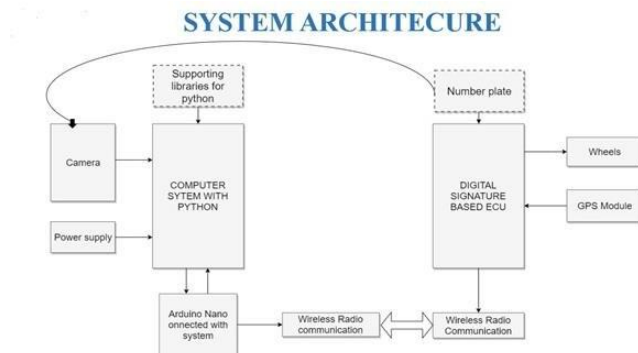 SYSTEM ARCHITECURE
Supporting
libraries for
python
Number plate
Camera
COMPUTER
SYTEM WITH
PYTHON
DIGITAL
SIGNATURE
BASED ECU
Wheels
GPS Module
Power supply
Arduino Nano
onnected with
system
Wireless Radio
communication
Wireless Radio
Communication